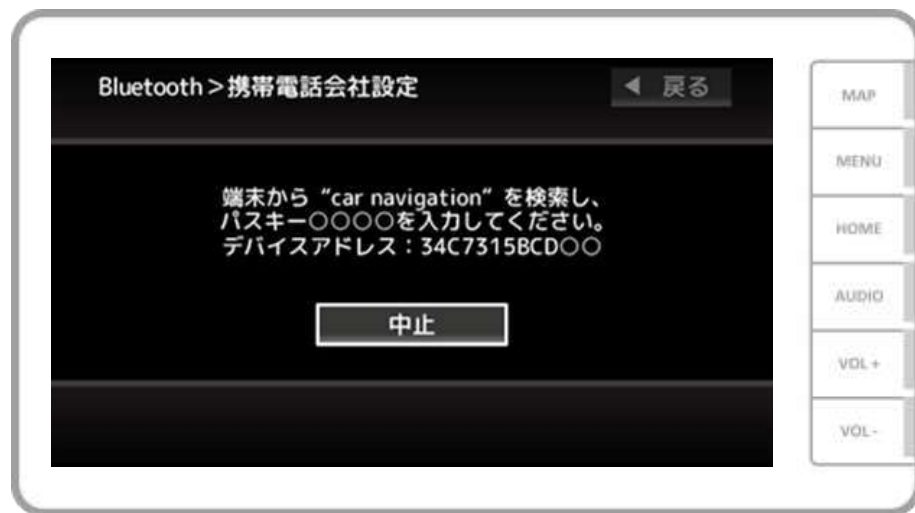 Bluetooth>携帯電話会社設定
◀ 戻る
端末から “car navigation” を検索し、
パスキー○○○○を入力してください。
デバイスアドレス：34C7315BCD○○
中止
MAP
MENU
HOME
AUDIO
VOL+
VOL-